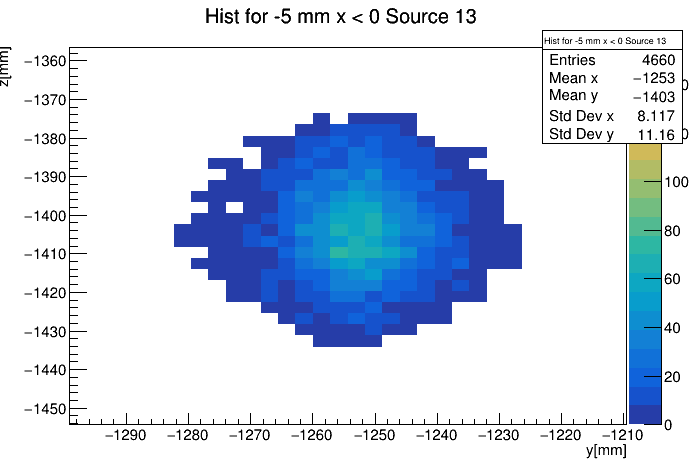 Hist for -5 mm x < 0 Source 13
Hist for -5 mm x < 0 Source 13
Entries 4660
Mean x −1253
Mean y −1403
Std Dev x 8.117
Std Dev y 11.16
z[mm]
−1360
−1370
−1380
−1390
−1400
−1410
−1420
−1430
−1440
−1450
−1290
−1280
−1270
−1260
−1250
−1240
−1230
−1220
−1210
y[mm]
100
80
60
40
20
0